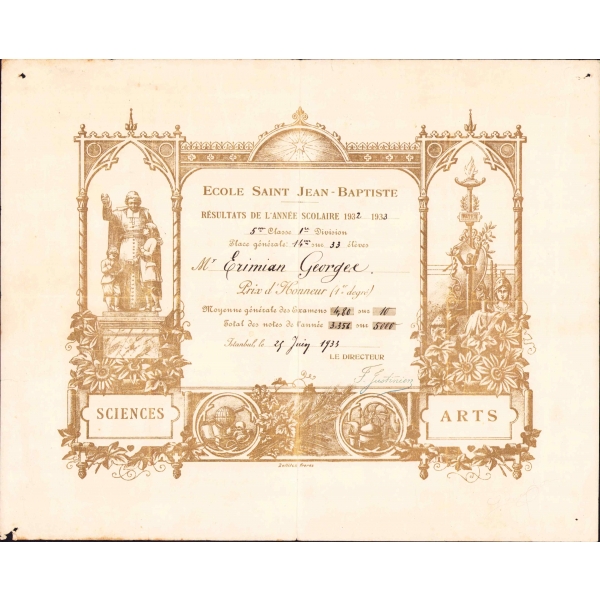 ECOLE SAINT JEAN-BAPTISTE
RÉSULTATS DE L'ANNÉE SCOLAIRE 1932-1933
5me Classe 1re Division
Place générale: 14me sur 33 élèves
Mr Erimian Georges.
Prix d'Honneur (1er degré)
Moyenne générale des Examens 4,80 sur 10
Total des notes de l'année 3.356 sur 5000
Istanbul, le 25 Juin 1933
LE DIRECTEUR
SCIENCES
ARTS